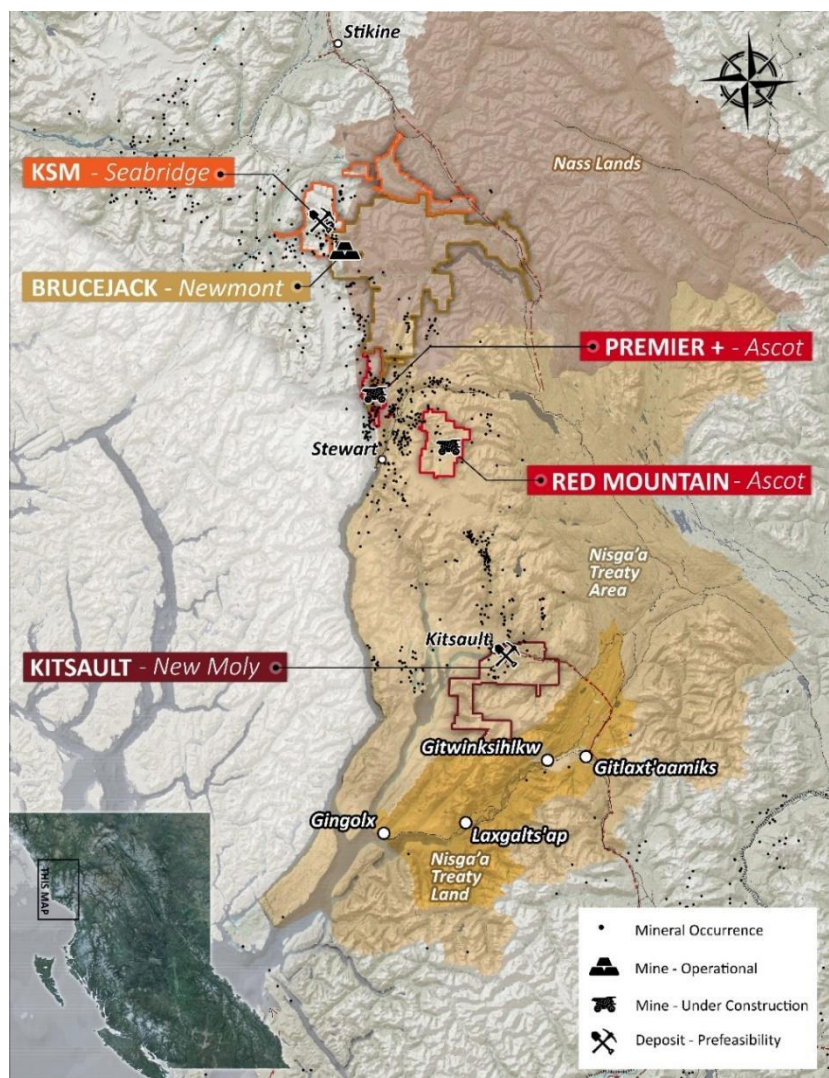 Stikine
Nass Lands
KSM - Seabridge
BRUCEJACK - Newmont
PREMIER + - Ascot
Stewart
RED MOUNTAIN - Ascot
Nisga'a
Treaty
Area
Kitsault
KITSAULT - New Moly
Gitwinksihlkw
Gitlaxt'aamiks
Gingolx
Laxgalts'ap
Nisga'a
Treaty
Land
THIS MAP
Mineral Occurrence
Mine - Operational
Mine - Under Construction
Deposit - Prefeasibility